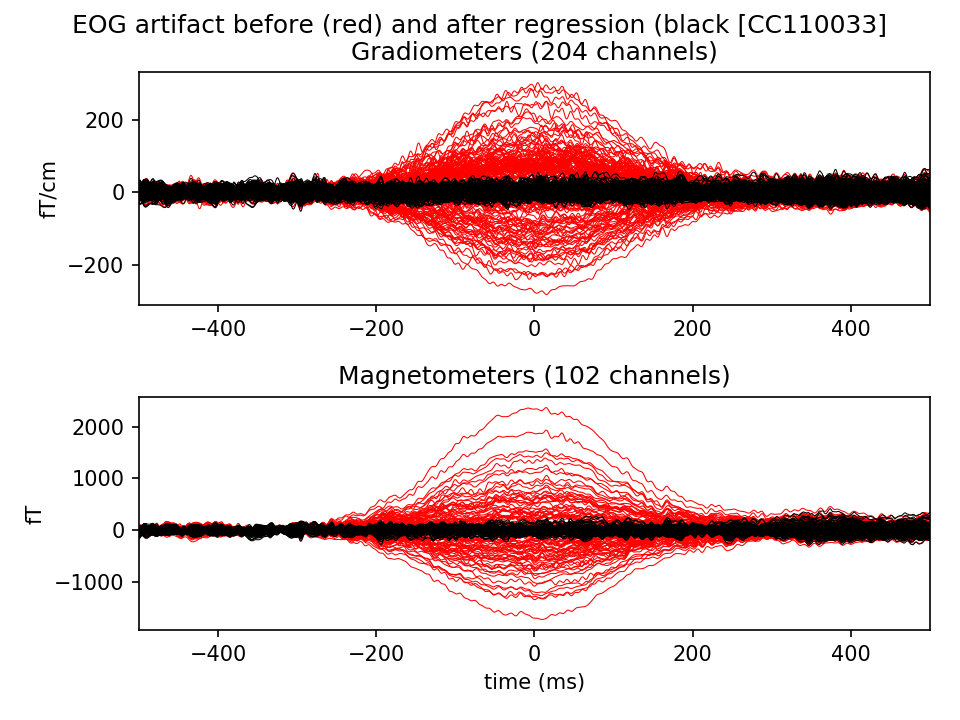 EOG artifact before (red) and after regression (black [CC110033]
Gradiometers (204 channels)
fT/cm
200
0
−200
−400 −200 0 200 400
Magnetometers (102 channels)
fT
2000
1000
0
−1000
−400 −200 0 200 400
time (ms)